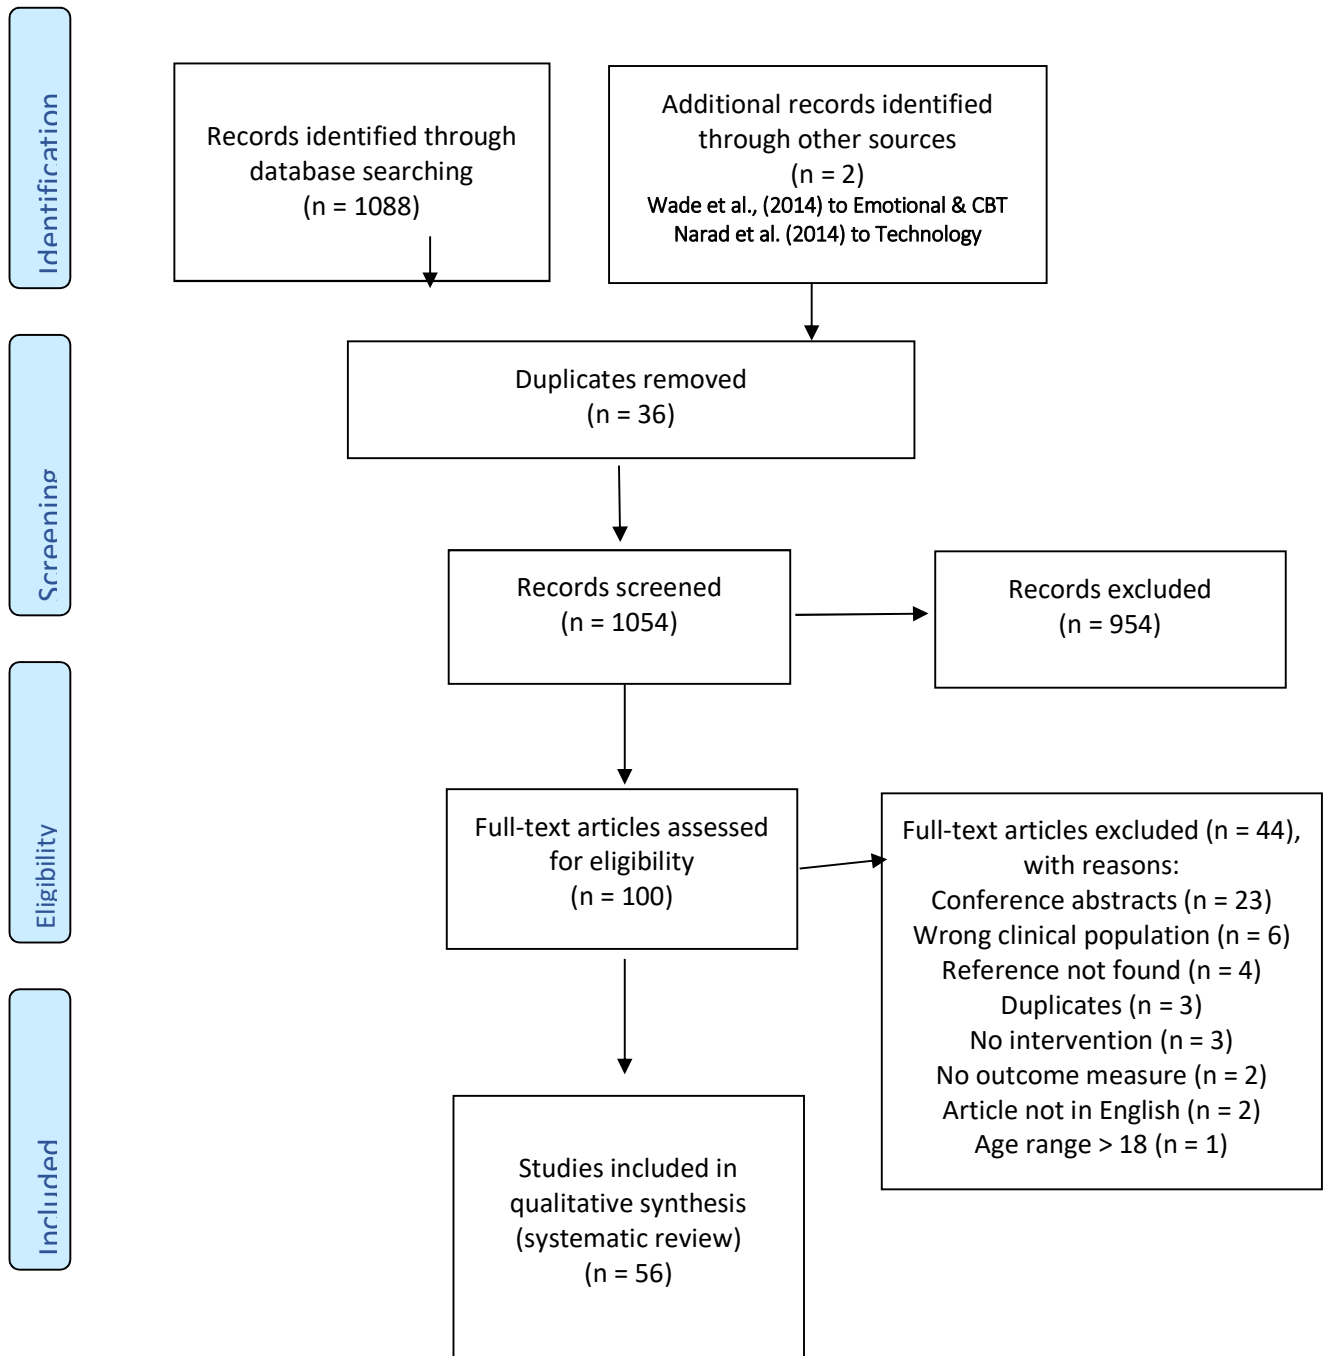 Identification
Records identified through
database searching
(n = 1088)
Additional records identified
through other sources
(n = 2)
Wade et al., (2014) to Emotional & CBT
Narad et al. (2014) to Technology
Screening
Duplicates removed
(n = 36)
Records screened
(n = 1054)
Records excluded
(n = 954)
Eligibility
Full-text articles assessed
for eligibility
(n = 100)
Full-text articles excluded (n = 44),
with reasons:
Conference abstracts (n = 23)
Wrong clinical population (n = 6)
Reference not found (n = 4)
Duplicates (n = 3)
No intervention (n = 3)
No outcome measure (n = 2)
Article not in English (n = 2)
Age range > 18 (n = 1)
Included
Studies included in
qualitative synthesis
(systematic review)
(n = 56)